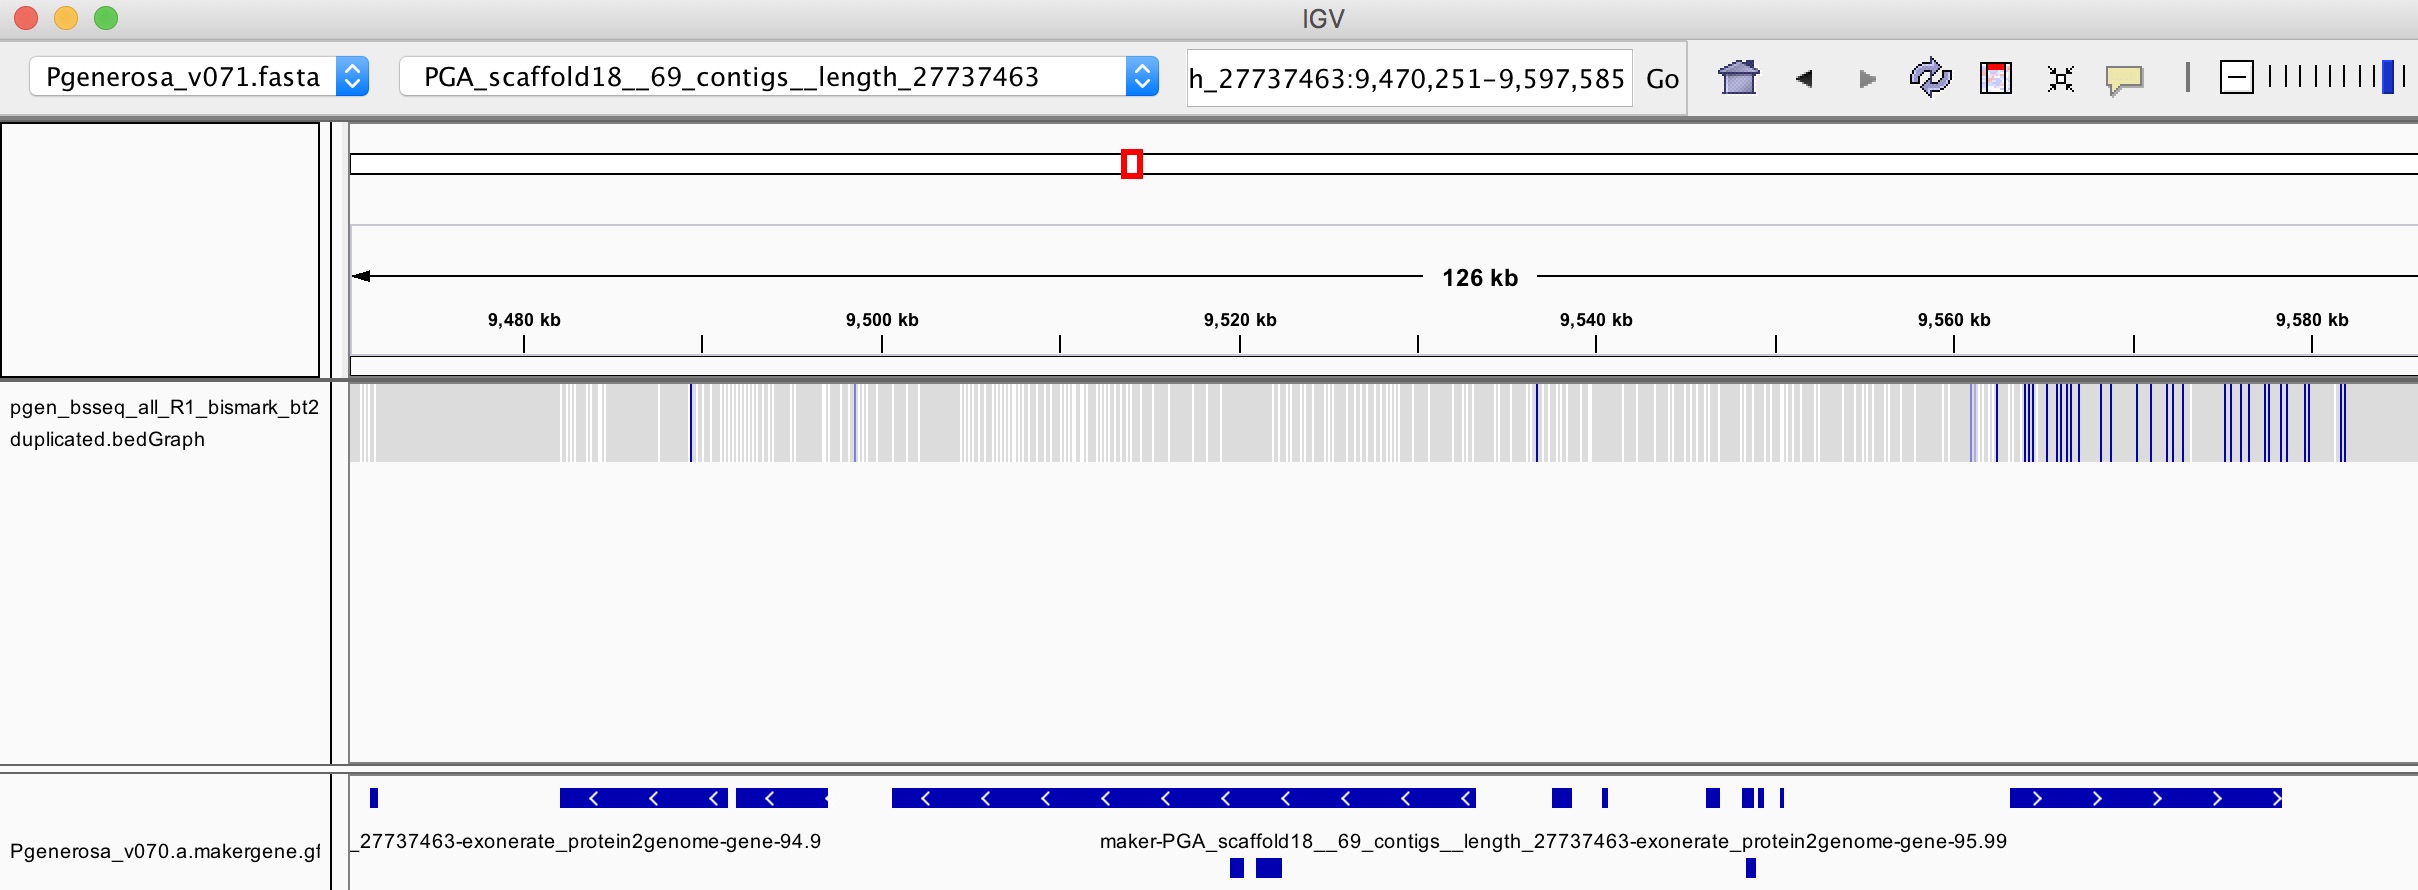 IGV
Pgenerosa_v071.fasta PGA_scaffold18__69_contigs__length_27737463 h_27737463:9,470,251-9,597,585 Go
126 kb
9,480 kb 9,500 kb 9,520 kb 9,540 kb 9,560 kb 9,580 kb
pgen_bsseq_all_R1_bismark_bt2
duplicated.bedGraph
_27737463-exonerate_protein2genome-gene-94.9 maker-PGA_scaffold18__69_contigs__length_27737463-exonerate_protein2genome-gene-95.99
Pgenerosa_v070.a.makergene.gf